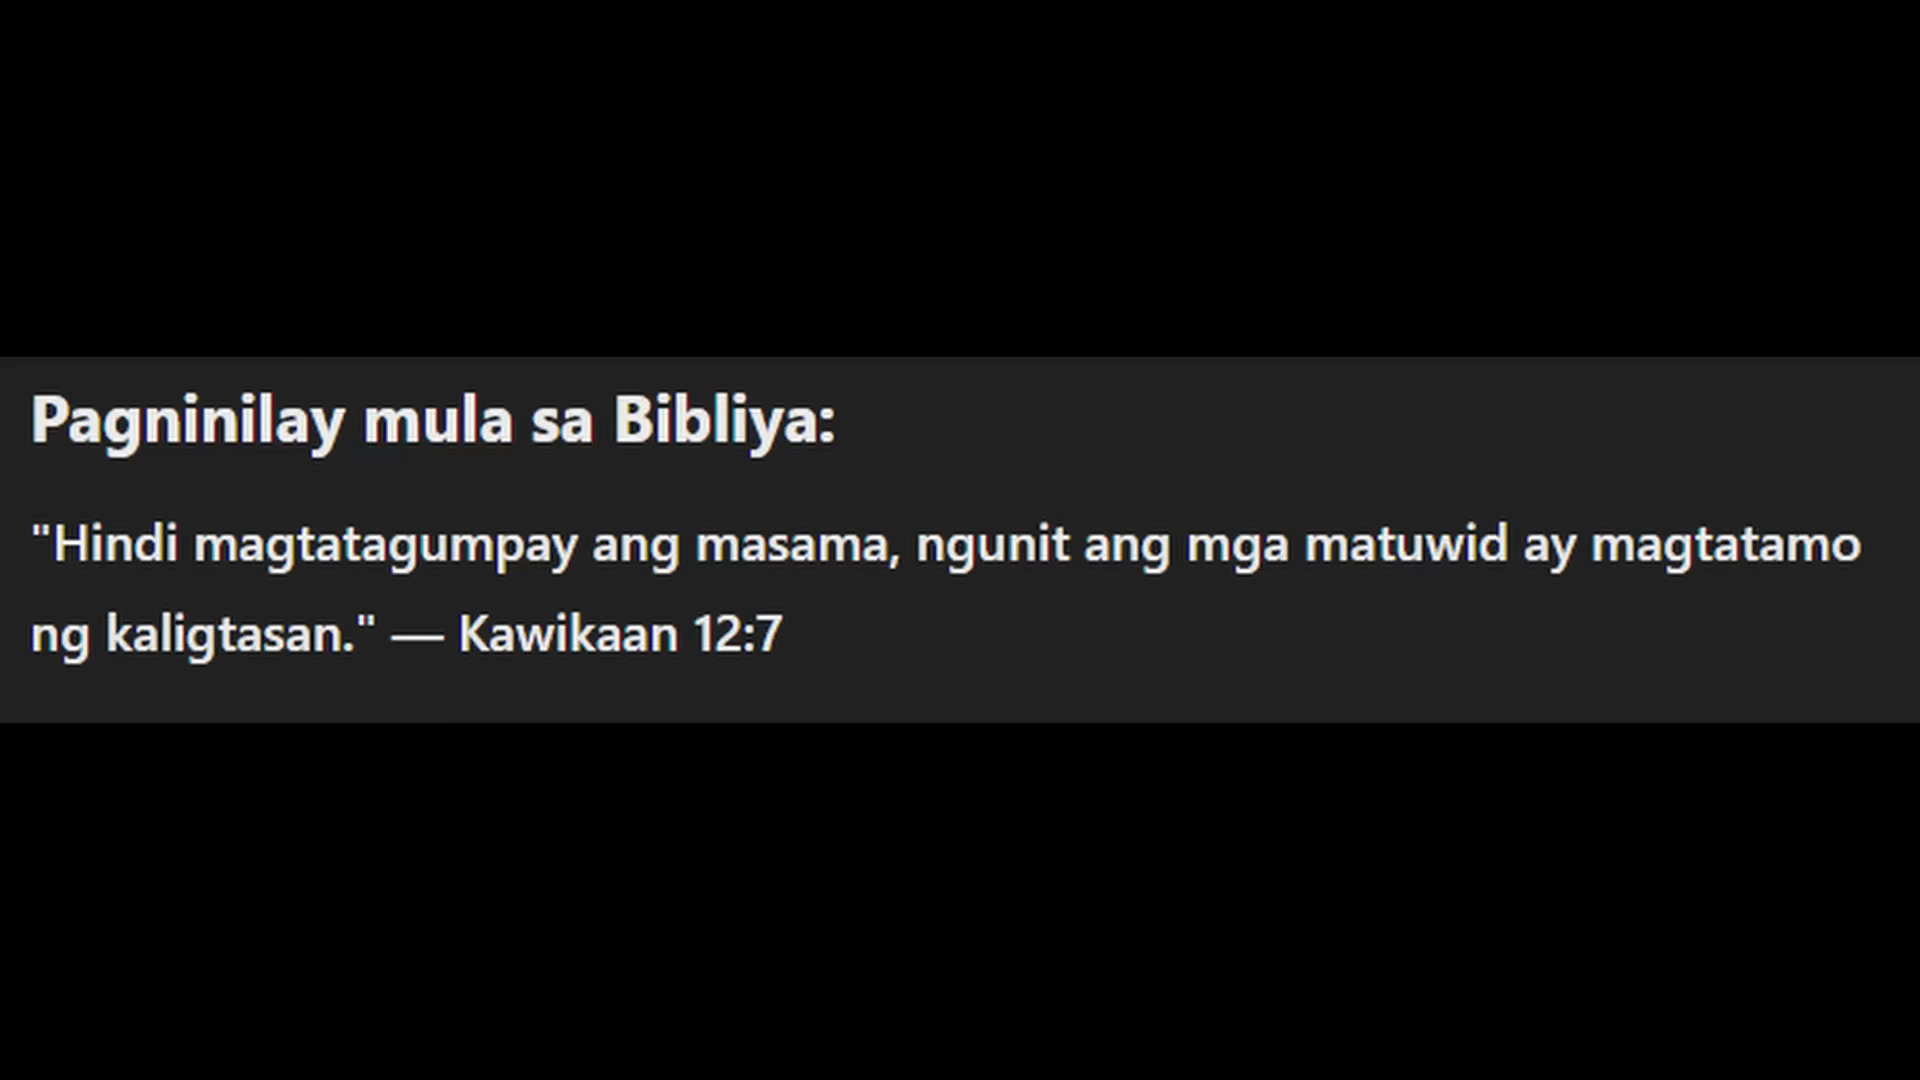 Pagninilay mula sa Bibliya:
"Hindi magtatagumpay ang masama, ngunit ang mga matuwid ay magtatamo
ng kaligtasan." — Kawikaan 12:7